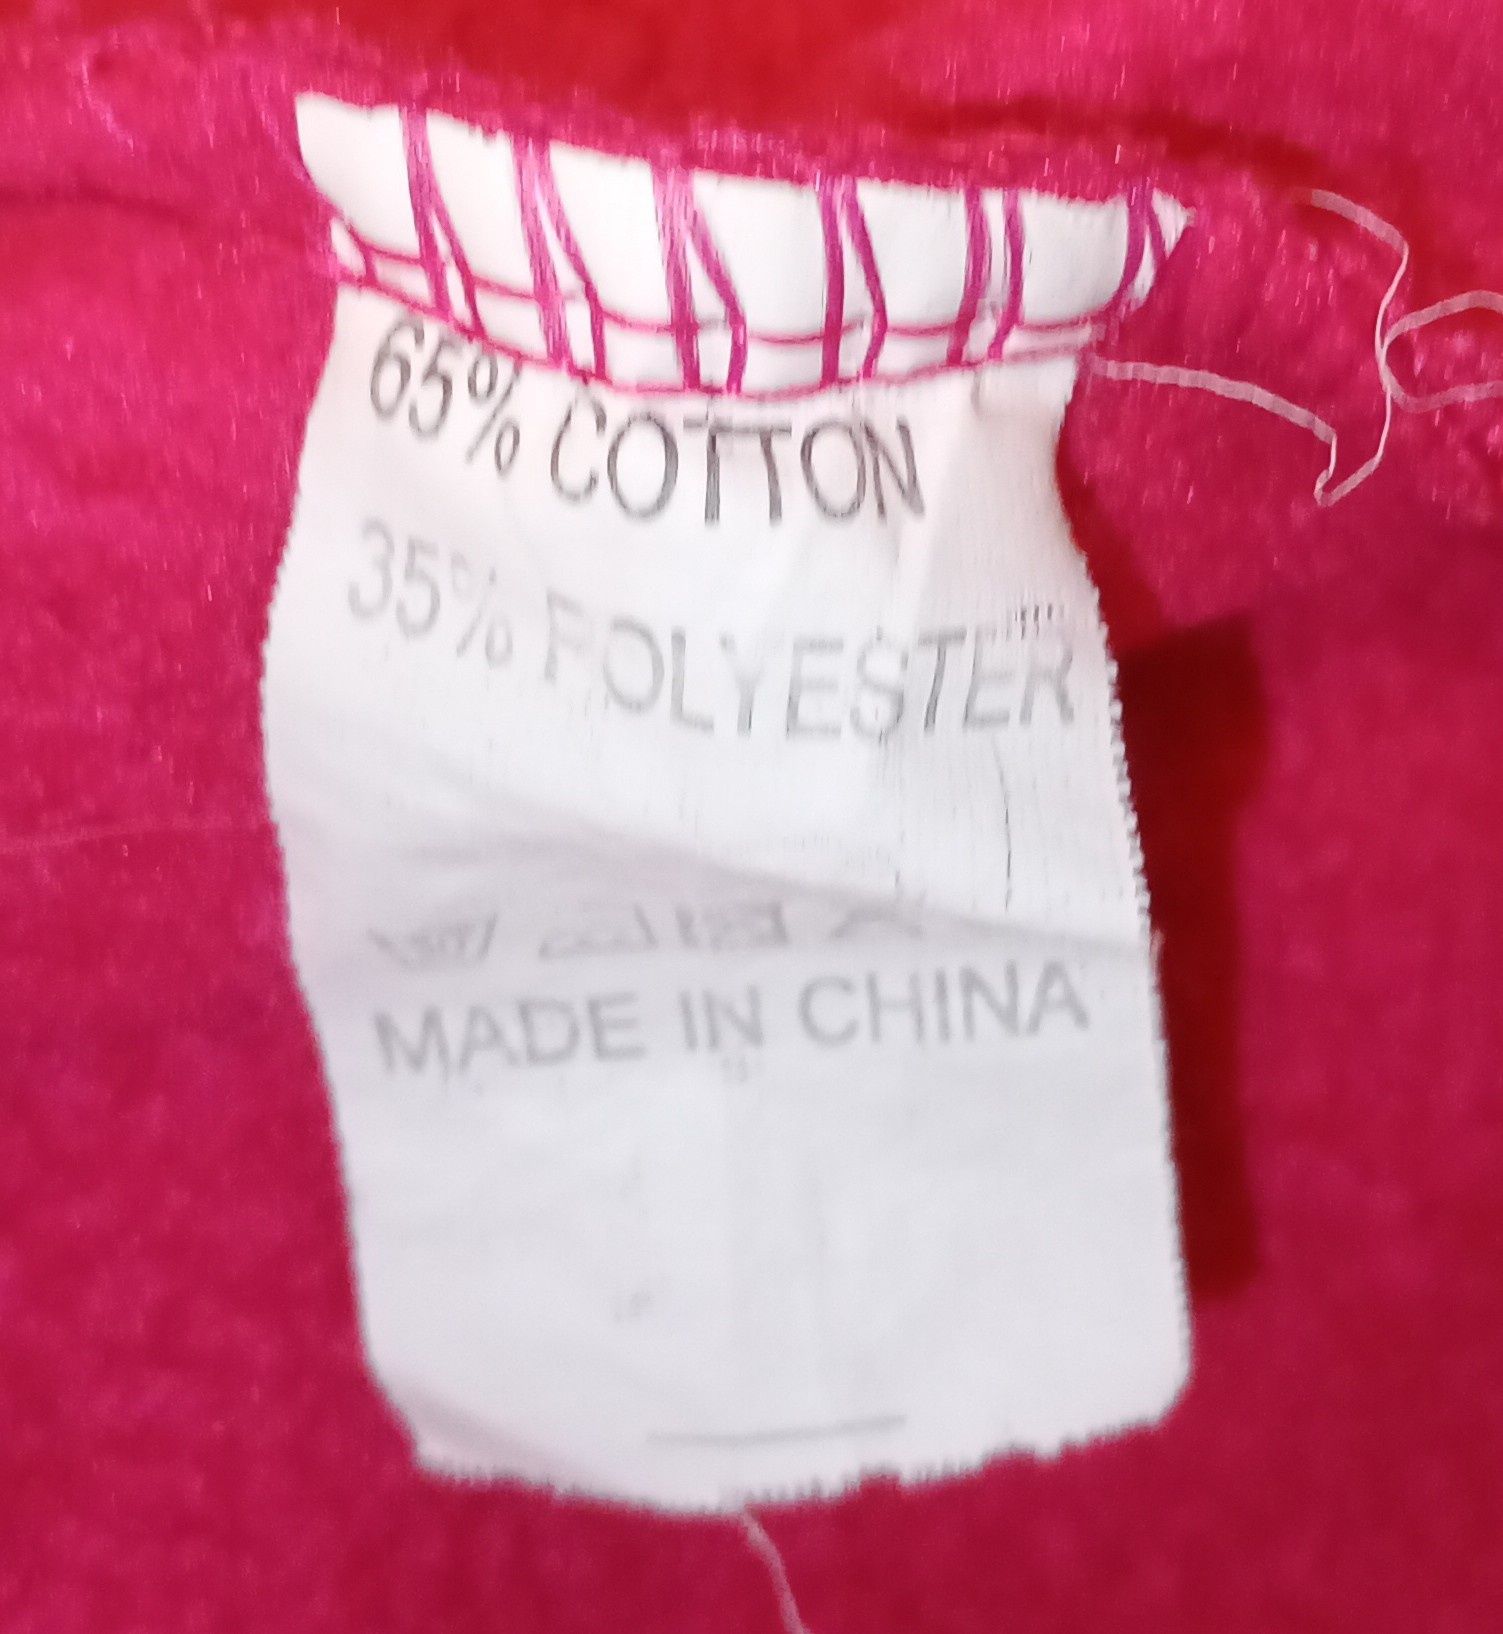 65% COTTON
35% POLYESTER
MADE IN CHINA